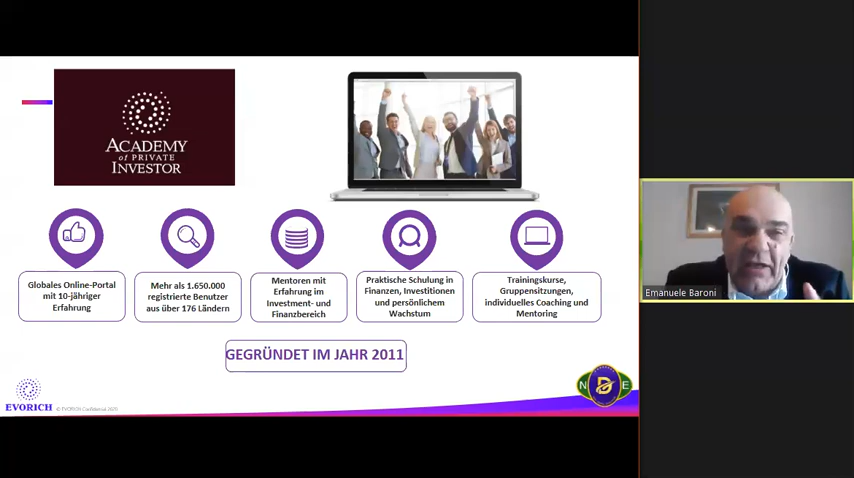 ACADEMY
of PRIVATE
INVESTOR
Globales Online-Portal
mit 10-jähriger
Erfahrung
Mehr als 1.650.000
registrierte Benutzer
aus über 176 Ländern
Mentoren mit
Erfahrung im
Investment- und
Finanzbereich
Praktische Schulung in
Finanzen, Investitionen
und persönlichem
Wachstum
Trainingskurse,
Gruppensitzungen,
individuelles Coaching und
Mentoring
GEGRÜNDET IM JAHR 2011
EVORICH
© EVORICH Confidential
N D E
Emanuele Baroni